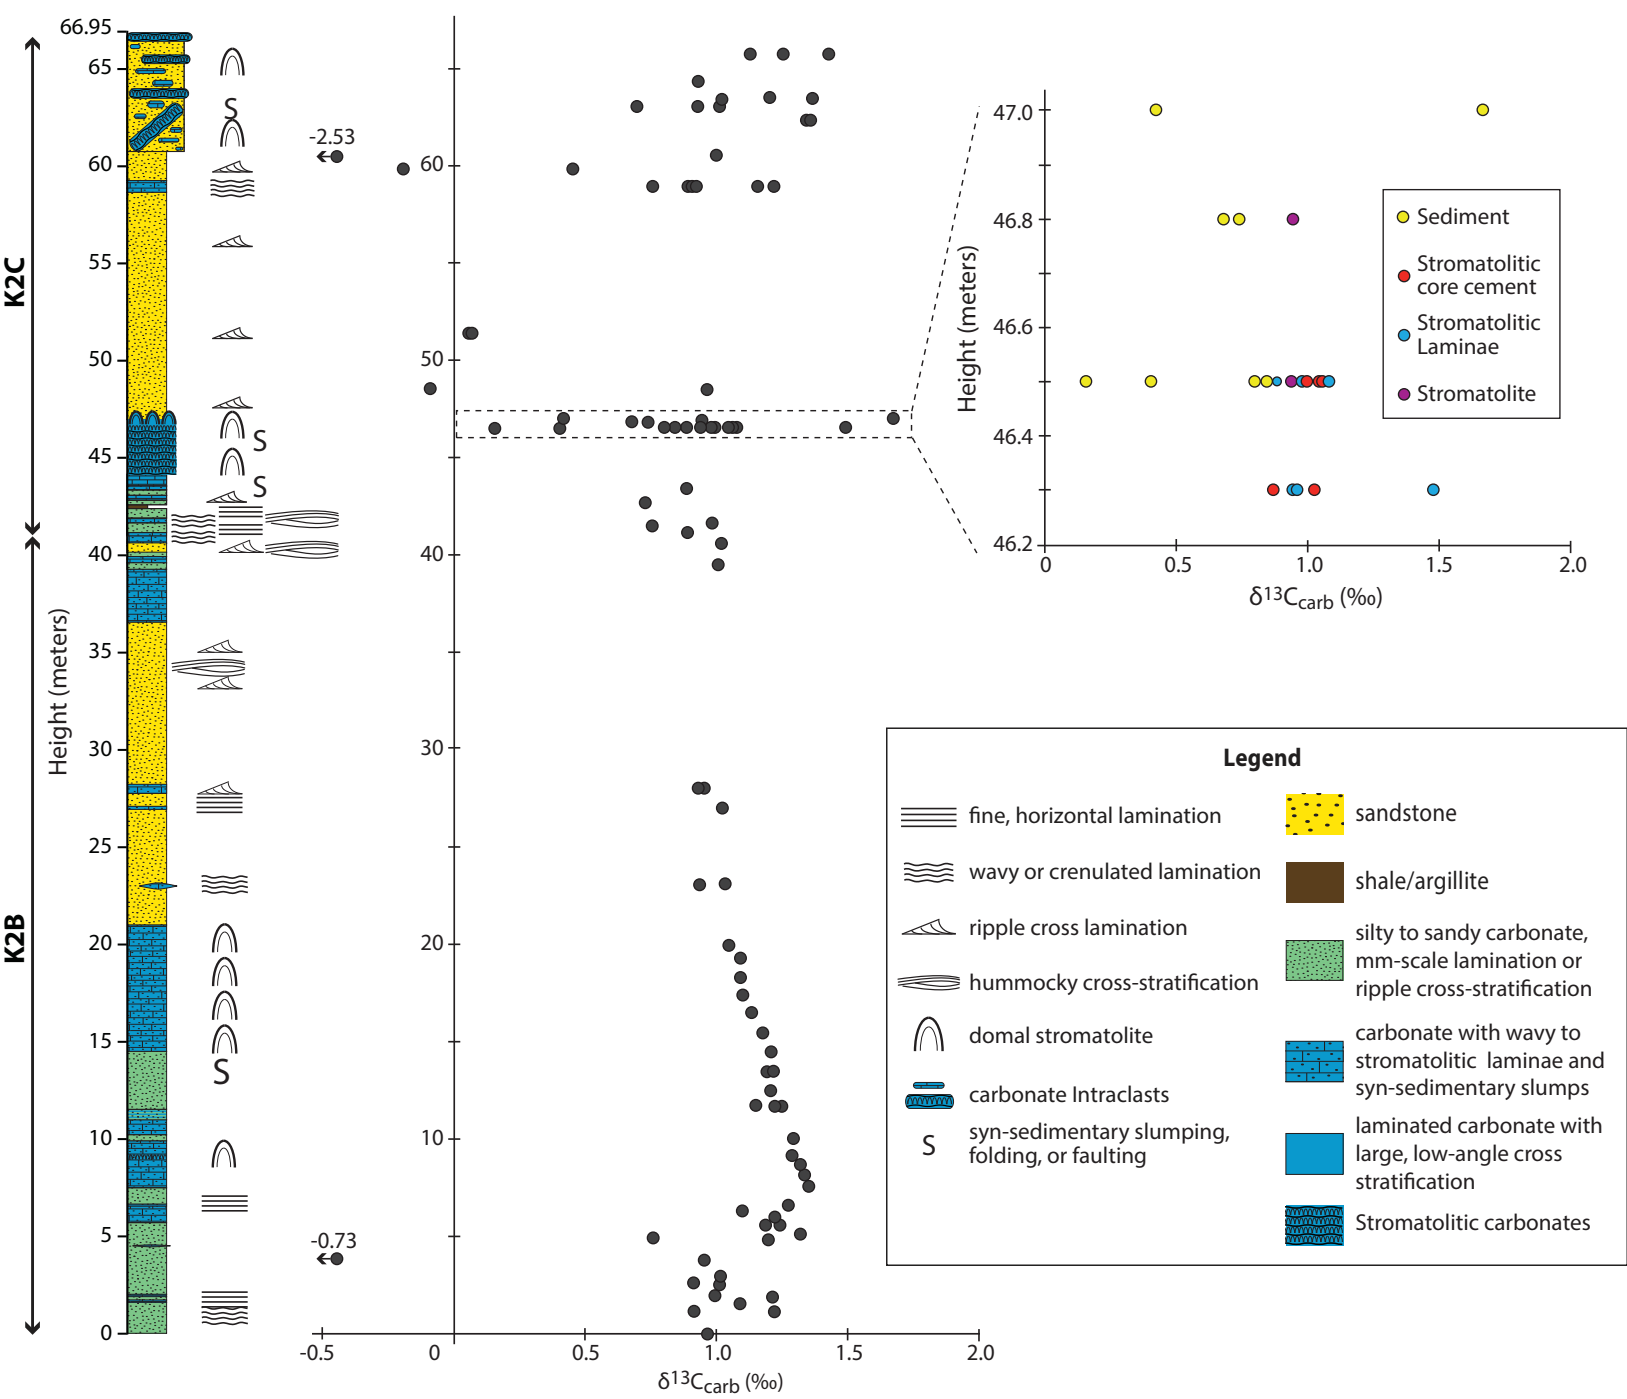 66.95
65
60
55
50
45
40
35
30
25
20
15
10
5
0
K2C
K2B
Height (meters)
S
S
S
S
-2.53
-0.73
60
50
40
30
20
10
-0.5
0
0.5
1.0
1.5
2.0
δ13Ccarb (‰)
47.0
46.8
46.6
46.4
46.2
Height (meters)
0
0.5
1.0
1.5
2.0
δ13Ccarb (‰)
Sediment
Stromatolitic
core cement
Stromatolitic
Laminae
Stromatolite
Legend
fine, horizontal lamination
wavy or crenulated lamination
ripple cross lamination
hummocky cross-stratification
domal stromatolite
carbonate Intraclasts
S
syn-sedimentary slumping,
folding, or faulting
sandstone
shale/argillite
silty to sandy carbonate,
mm-scale lamination or
ripple cross-stratification
carbonate with wavy to
stromatolitic laminae and
syn-sedimentary slumps
laminated carbonate with
large, low-angle cross
stratification
Stromatolitic carbonates